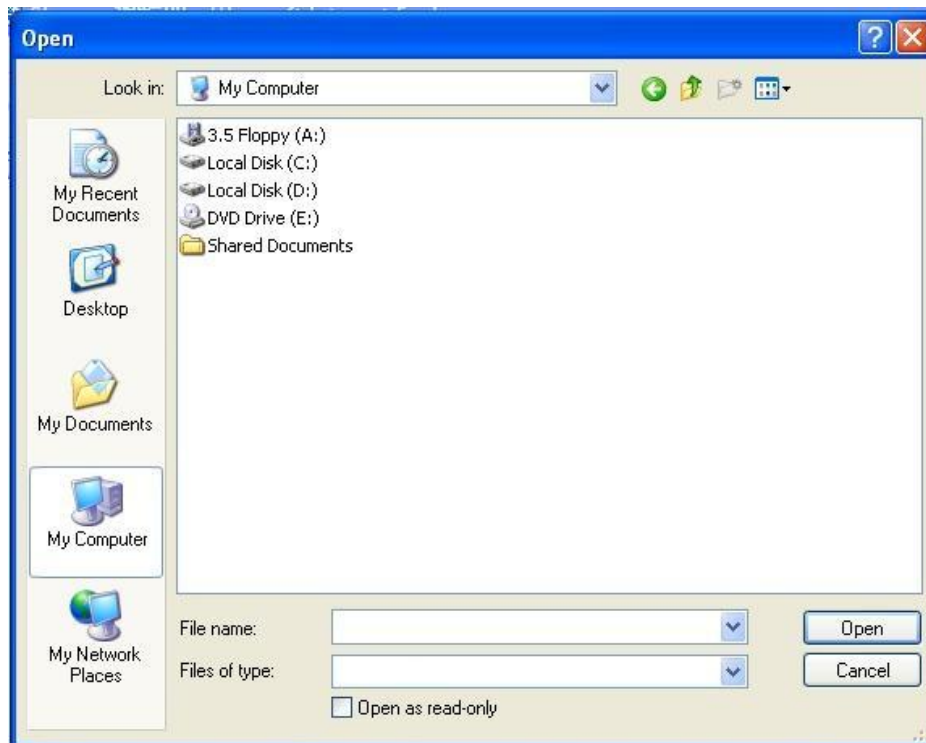 Open
Look in:
My Computer
3.5 Floppy (A:)
Local Disk (C:)
Local Disk (D:)
DVD Drive (E:)
Shared Documents
My Recent
Documents
Desktop
My Documents
My Computer
My Network
Places
File name:
Open
Files of type:
Cancel
Open as read-only